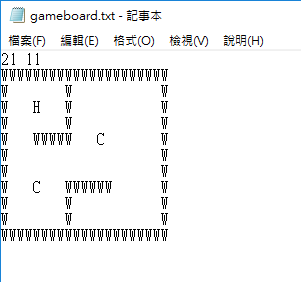 gameboard.txt - 記事本
檔案(F) 編輯(E) 格式(O) 檢視(V) 說明(H)
21 11
WWWWWWWWWWWWWWWWWWWWW
W       W           W
W   H   W           W
W       W           W
W   WWWWW   C       W
W                   W
W                   W
W   C   WWWWWW      W
W       W           W
W       W           W
WWWWWWWWWWWWWWWWWWWWW